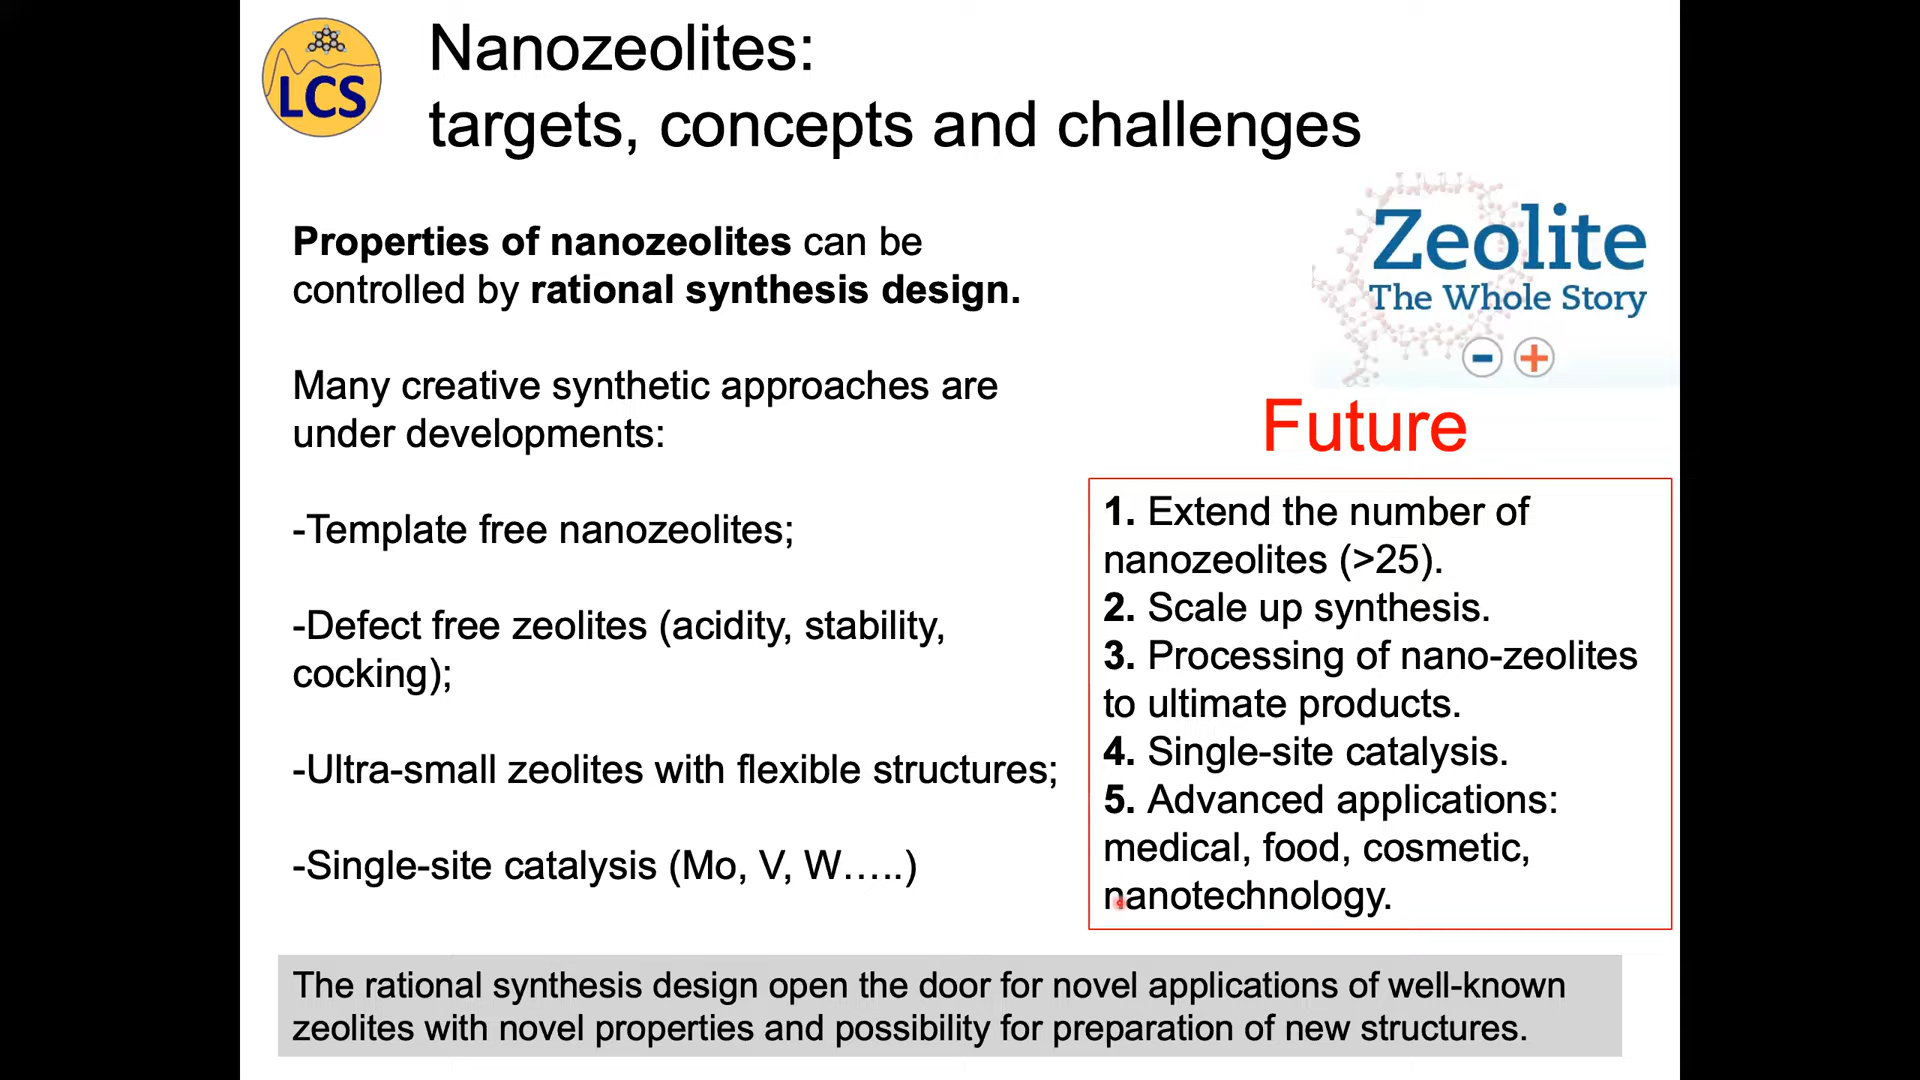 LCS
Nanozeolites:
targets, concepts and challenges
Properties of nanozeolites can be
controlled by rational synthesis design.
Many creative synthetic approaches are
under developments:
-Template free nanozeolites;
-Defect free zeolites (acidity, stability,
cocking);
-Ultra-small zeolites with flexible structures;
-Single-site catalysis (Mo, V, W…..)
Zeolite
The Whole Story
- +
Future
1. Extend the number of
nanozeolites (>25).
2. Scale up synthesis.
3. Processing of nano-zeolites
to ultimate products.
4. Single-site catalysis.
5. Advanced applications:
medical, food, cosmetic,
nanotechnology.
The rational synthesis design open the door for novel applications of well-known
zeolites with novel properties and possibility for preparation of new structures.